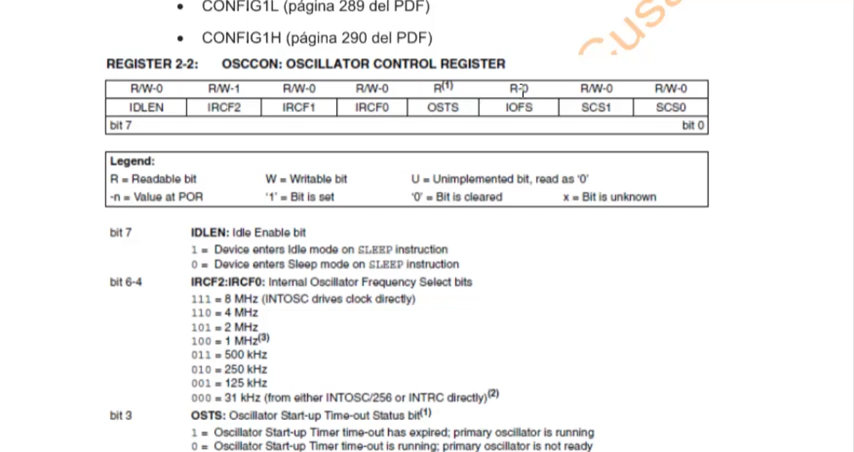 • CONFIG1L (página 289 del PDF)
• CONFIG1H (página 290 del PDF)
REGISTER 2-2: OSCCON: OSCILLATOR CONTROL REGISTER
R/W-0 R/W-1 R/W-0 R/W-0 R(1) R-0 R/W-0 R/W-0
IDLEN IRCF2 IRCF1 IRCF0 OSTS IOFS SCS1 SCS0
bit 7 bit 0
Legend:
R = Readable bit W = Writable bit U = Unimplemented bit, read as '0'
-n = Value at POR '1' = Bit is set '0' = Bit is cleared x = Bit is unknown
bit 7 IDLEN: Idle Enable bit
1 = Device enters Idle mode on SLEEP instruction
0 = Device enters Sleep mode on SLEEP instruction
bit 6-4 IRCF2:IRCF0: Internal Oscillator Frequency Select bits
111 = 8 MHz (INTOSC drives clock directly)
110 = 4 MHz
101 = 2 MHz
100 = 1 MHz(3)
011 = 500 kHz
010 = 250 kHz
001 = 125 kHz
000 = 31 kHz (from either INTOSC/256 or INTRC directly)(2)
bit 3 OSTS: Oscillator Start-up Time-out Status bit(1)
1 = Oscillator Start-up Timer time-out has expired; primary oscillator is running
0 = Oscillator Start-up Timer time-out is running; primary oscillator is not ready